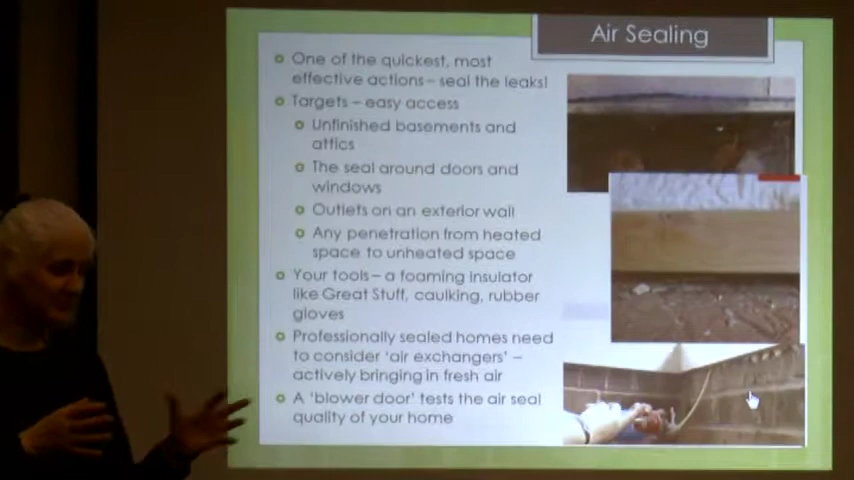 Air Sealing
One of the quickest, most
effective actions – seal the leaks!
Targets – easy access
Unfinished basements and
attics
The seal around doors and
windows
Outlets on an exterior wall
Any penetration from heated
space to unheated space
Your tools – a foaming insulator
like Great Stuff, caulking, rubber
gloves
Professionally sealed homes need
to consider 'air exchangers' –
actively bringing in fresh air
A 'blower door' tests the air seal
quality of your home